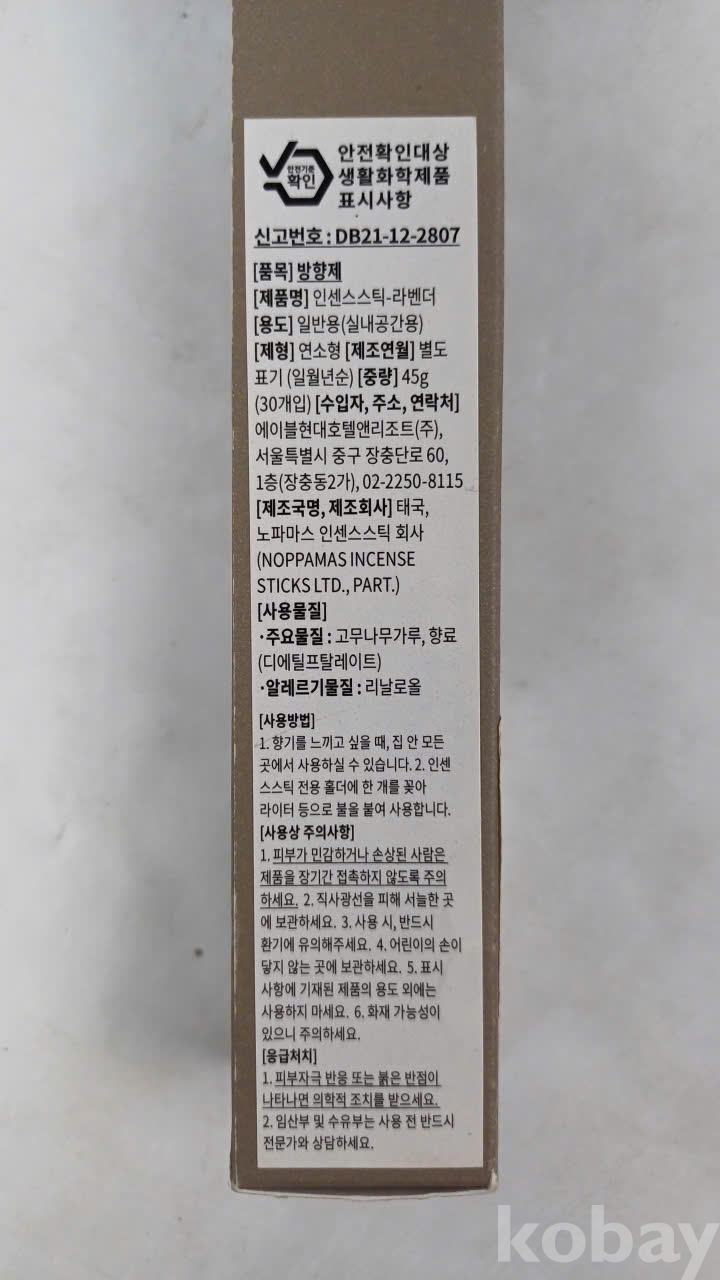 안전기준
확인
안전확인대상
생활화학제품
표시사항
신고번호 : DB21-12-2807
[품목] 방향제
[제품명] 인센스스틱-라벤더
[용도] 일반용(실내공간용)
[제형] 연소형 [제조연월] 별도
표기 (일월년순) [중량] 45g
(30개입) [수입자, 주소, 연락처]
에이블현대호텔앤리조트(주),
서울특별시 중구 장충단로 60,
1층(장충동2가), 02-2250-8115
[제조국명, 제조회사] 태국,
노파마스 인센스스틱 회사
(NOPPAMAS INCENSE
STICKS LTD., PART.)
[사용물질]
·주요물질 : 고무나무가루, 향료
(디에틸프탈레이트)
·알레르기물질 : 리날로올
[사용방법]
1. 향기를 느끼고 싶을 때, 집 안 모든
곳에서 사용하실 수 있습니다. 2. 인센
스스틱 전용 홀더에 한 개를 꽂아
라이터 등으로 불을 붙여 사용합니다.
[사용상 주의사항]
1. 피부가 민감하거나 손상된 사람은
제품을 장기간 접촉하지 않도록 주의
하세요. 2. 직사광선을 피해 서늘한 곳
에 보관하세요. 3. 사용 시, 반드시
환기에 유의해주세요. 4. 어린이의 손이
닿지 않는 곳에 보관하세요. 5. 표시
사항에 기재된 제품의 용도 외에는
사용하지 마세요. 6. 화재 가능성이
있으니 주의하세요.
[응급처치]
1. 피부자극 반응 또는 붉은 반점이
나타나면 의학적 조치를 받으세요.
2. 임산부 및 수유부는 사용 전 반드시
전문가와 상담하세요.
kobay